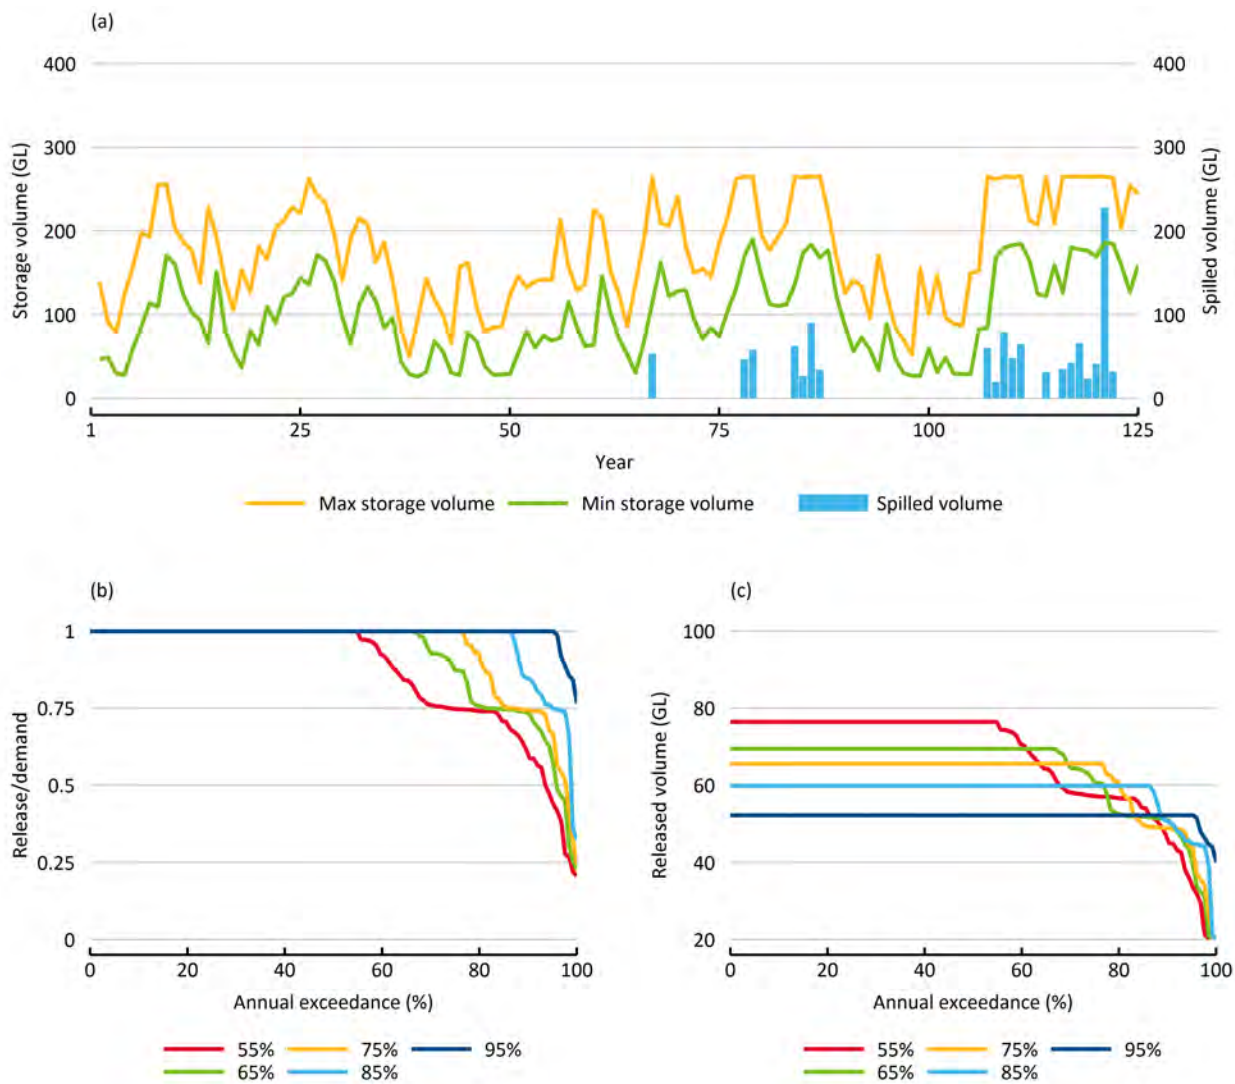 (a)
400 400
300 300
200 200
100 100
0 0
Storage volume (GL)
Spilled volume (GL)
1 25 50 75 100 125
Year
Max storage volume Min storage volume Spilled volume
(b)
1
0.75
0.5
0.25
0
Release/demand
0 20 40 60 80 100
Annual exceedance (%)
55% 75% 95%
65% 85%
(c)
100
80
60
40
20
Released volume (GL)
0 20 40 60 80 100
Annual exceedance (%)
55% 75% 95%
65% 85%